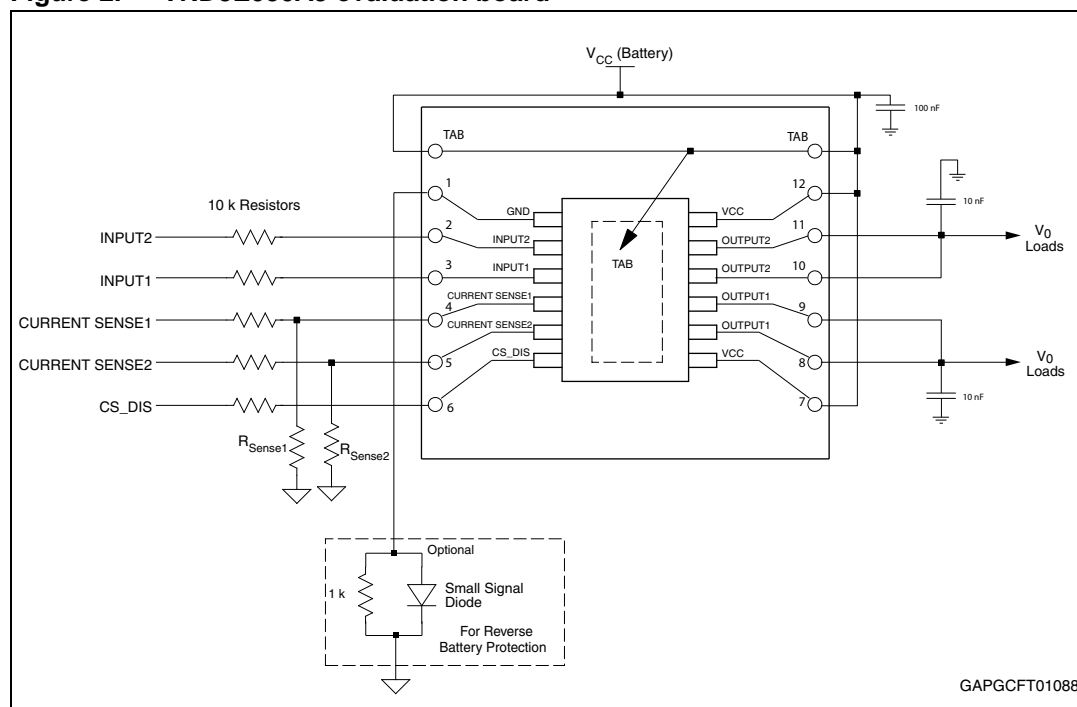 V_CC (Battery)
100 nF
TAB
TAB
1
12
10 nF
10 k Resistors
GND
VCC
2
11
INPUT2
INPUT2
OUTPUT2
V_0
Loads
TAB
3
10
INPUT1
INPUT1
OUTPUT2
CURRENT SENSE1
OUTPUT1
4
9
CURRENT SENSE1
CURRENT SENSE2
OUTPUT1
CURRENT SENSE2
5
8
V_0
Loads
CS_DIS
VCC
10 nF
CS_DIS
6
7
R_Sense1
R_Sense2
Optional
1 k
Small Signal
Diode
For Reverse
Battery Protection
GAPGCFT01088